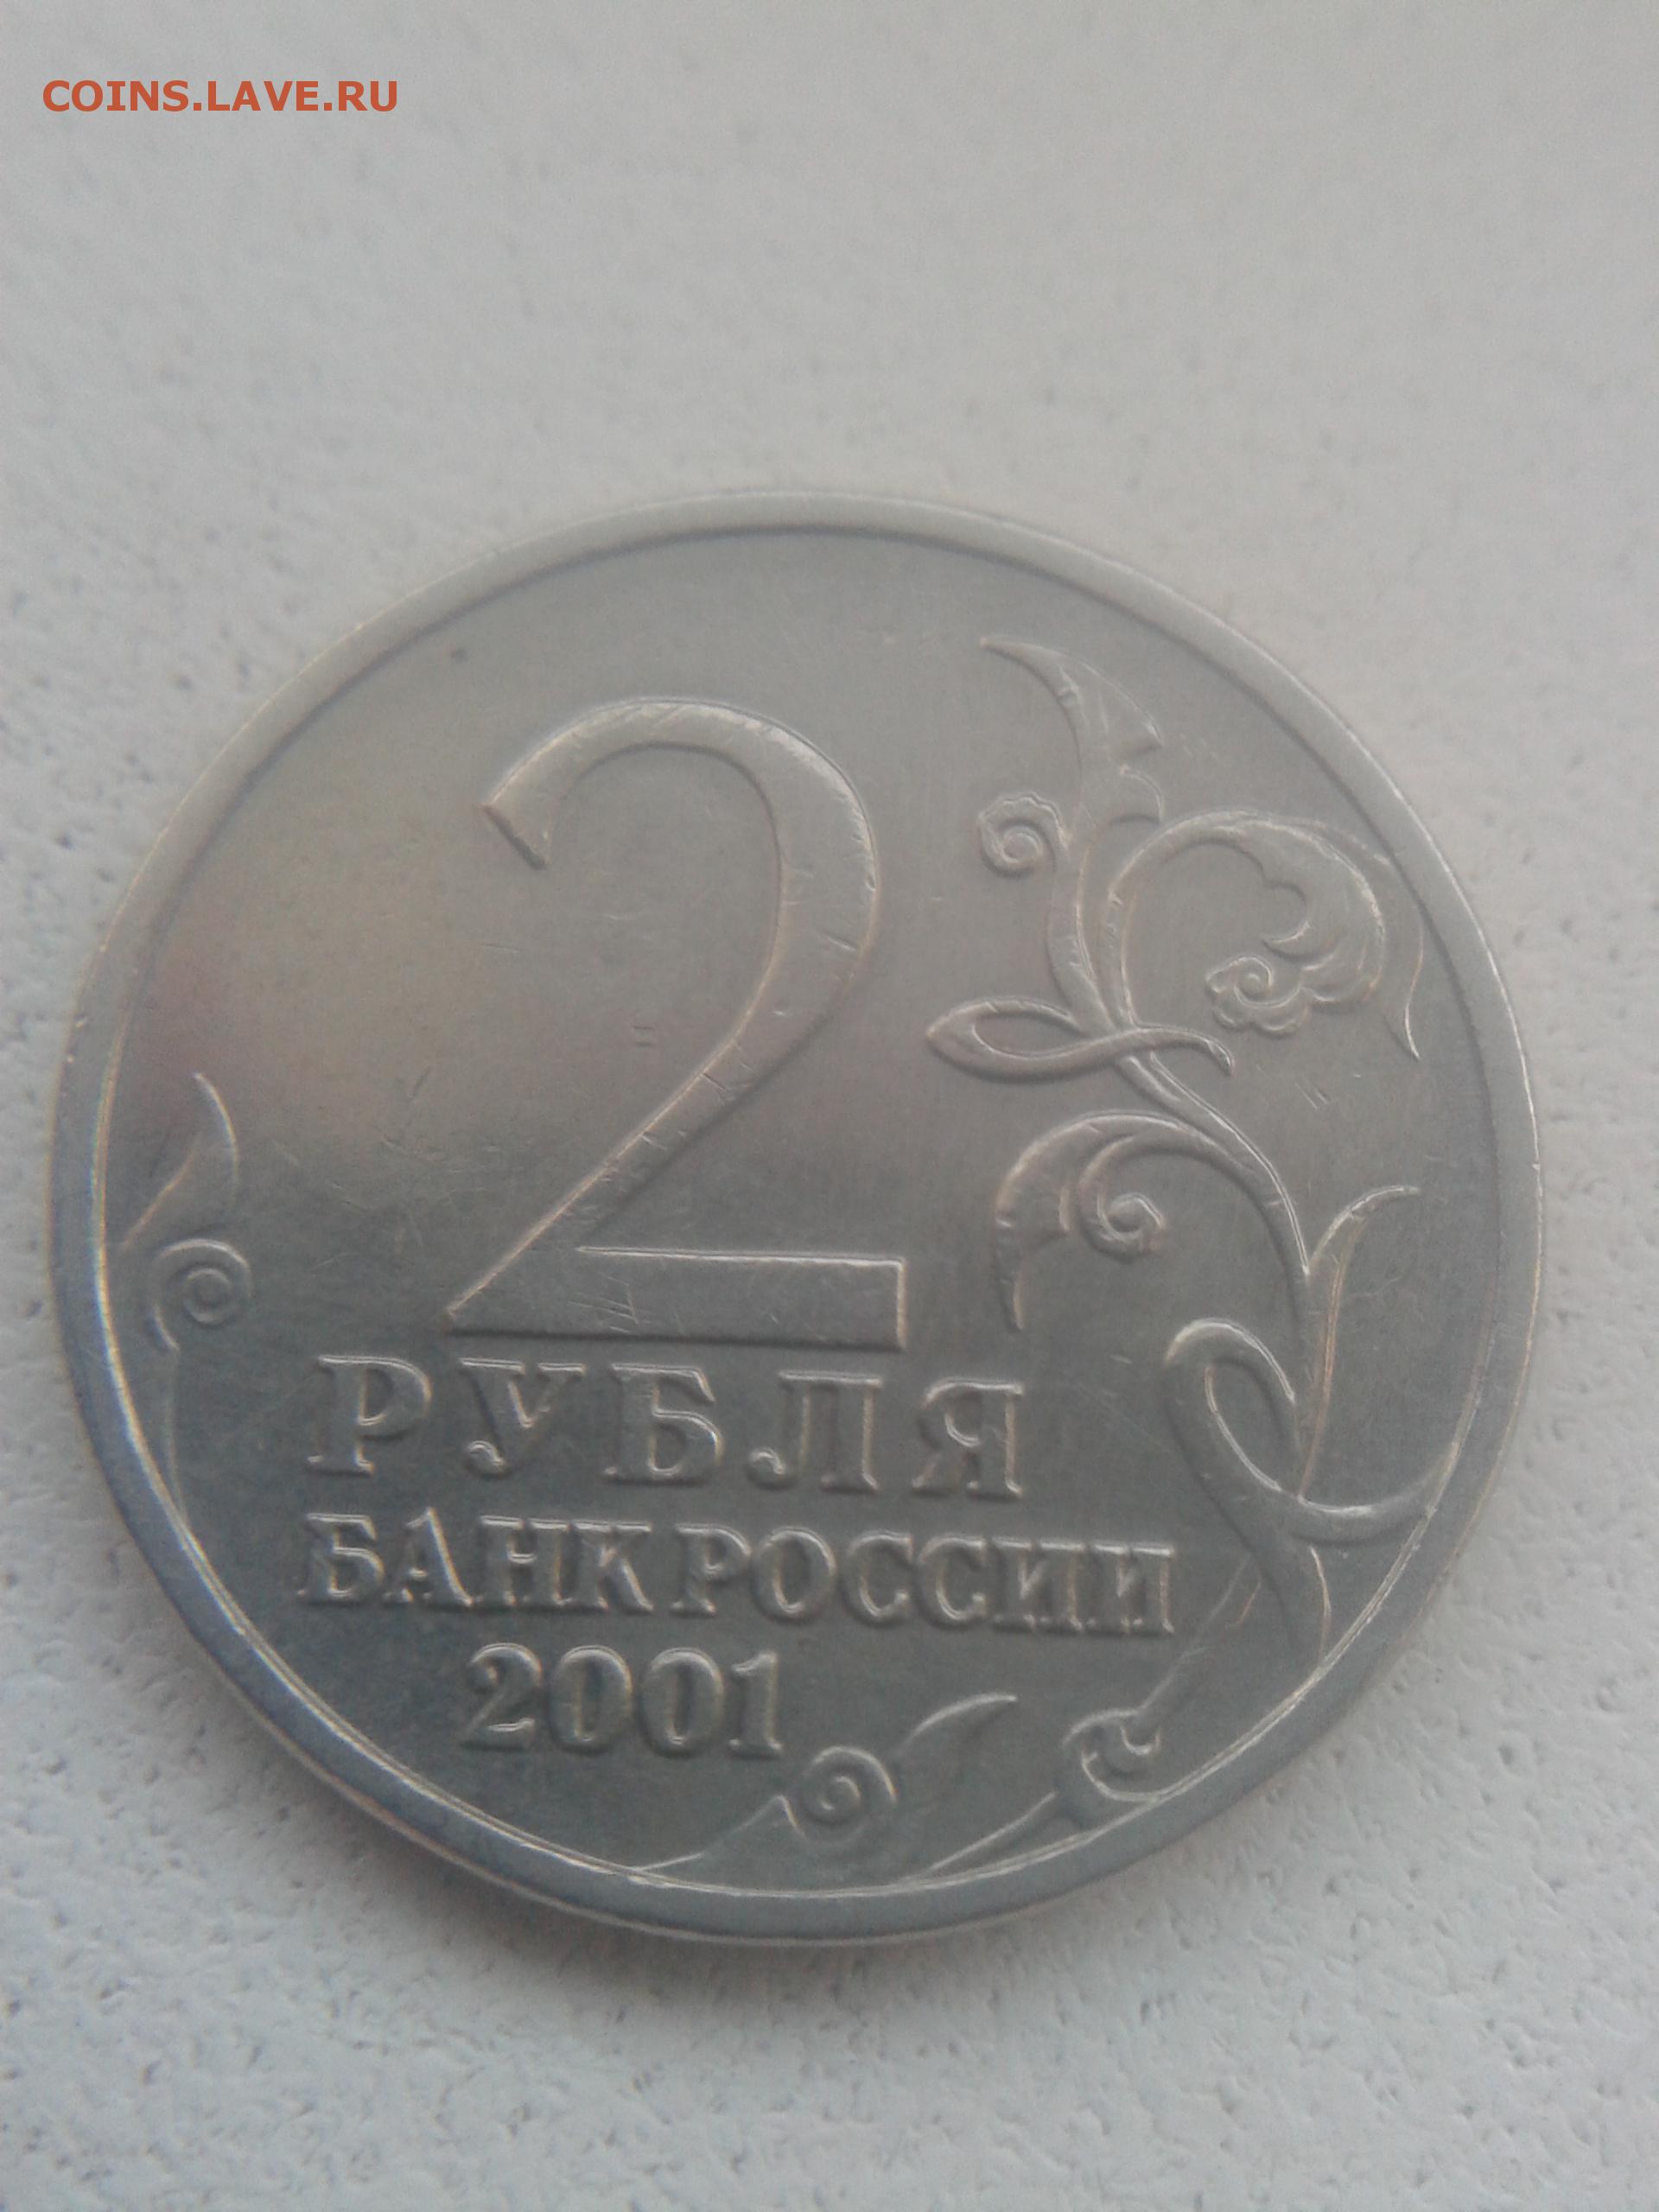 COINS.LAVE.RU
2
РУБЛЯ
БАНК РОССИИ
2001